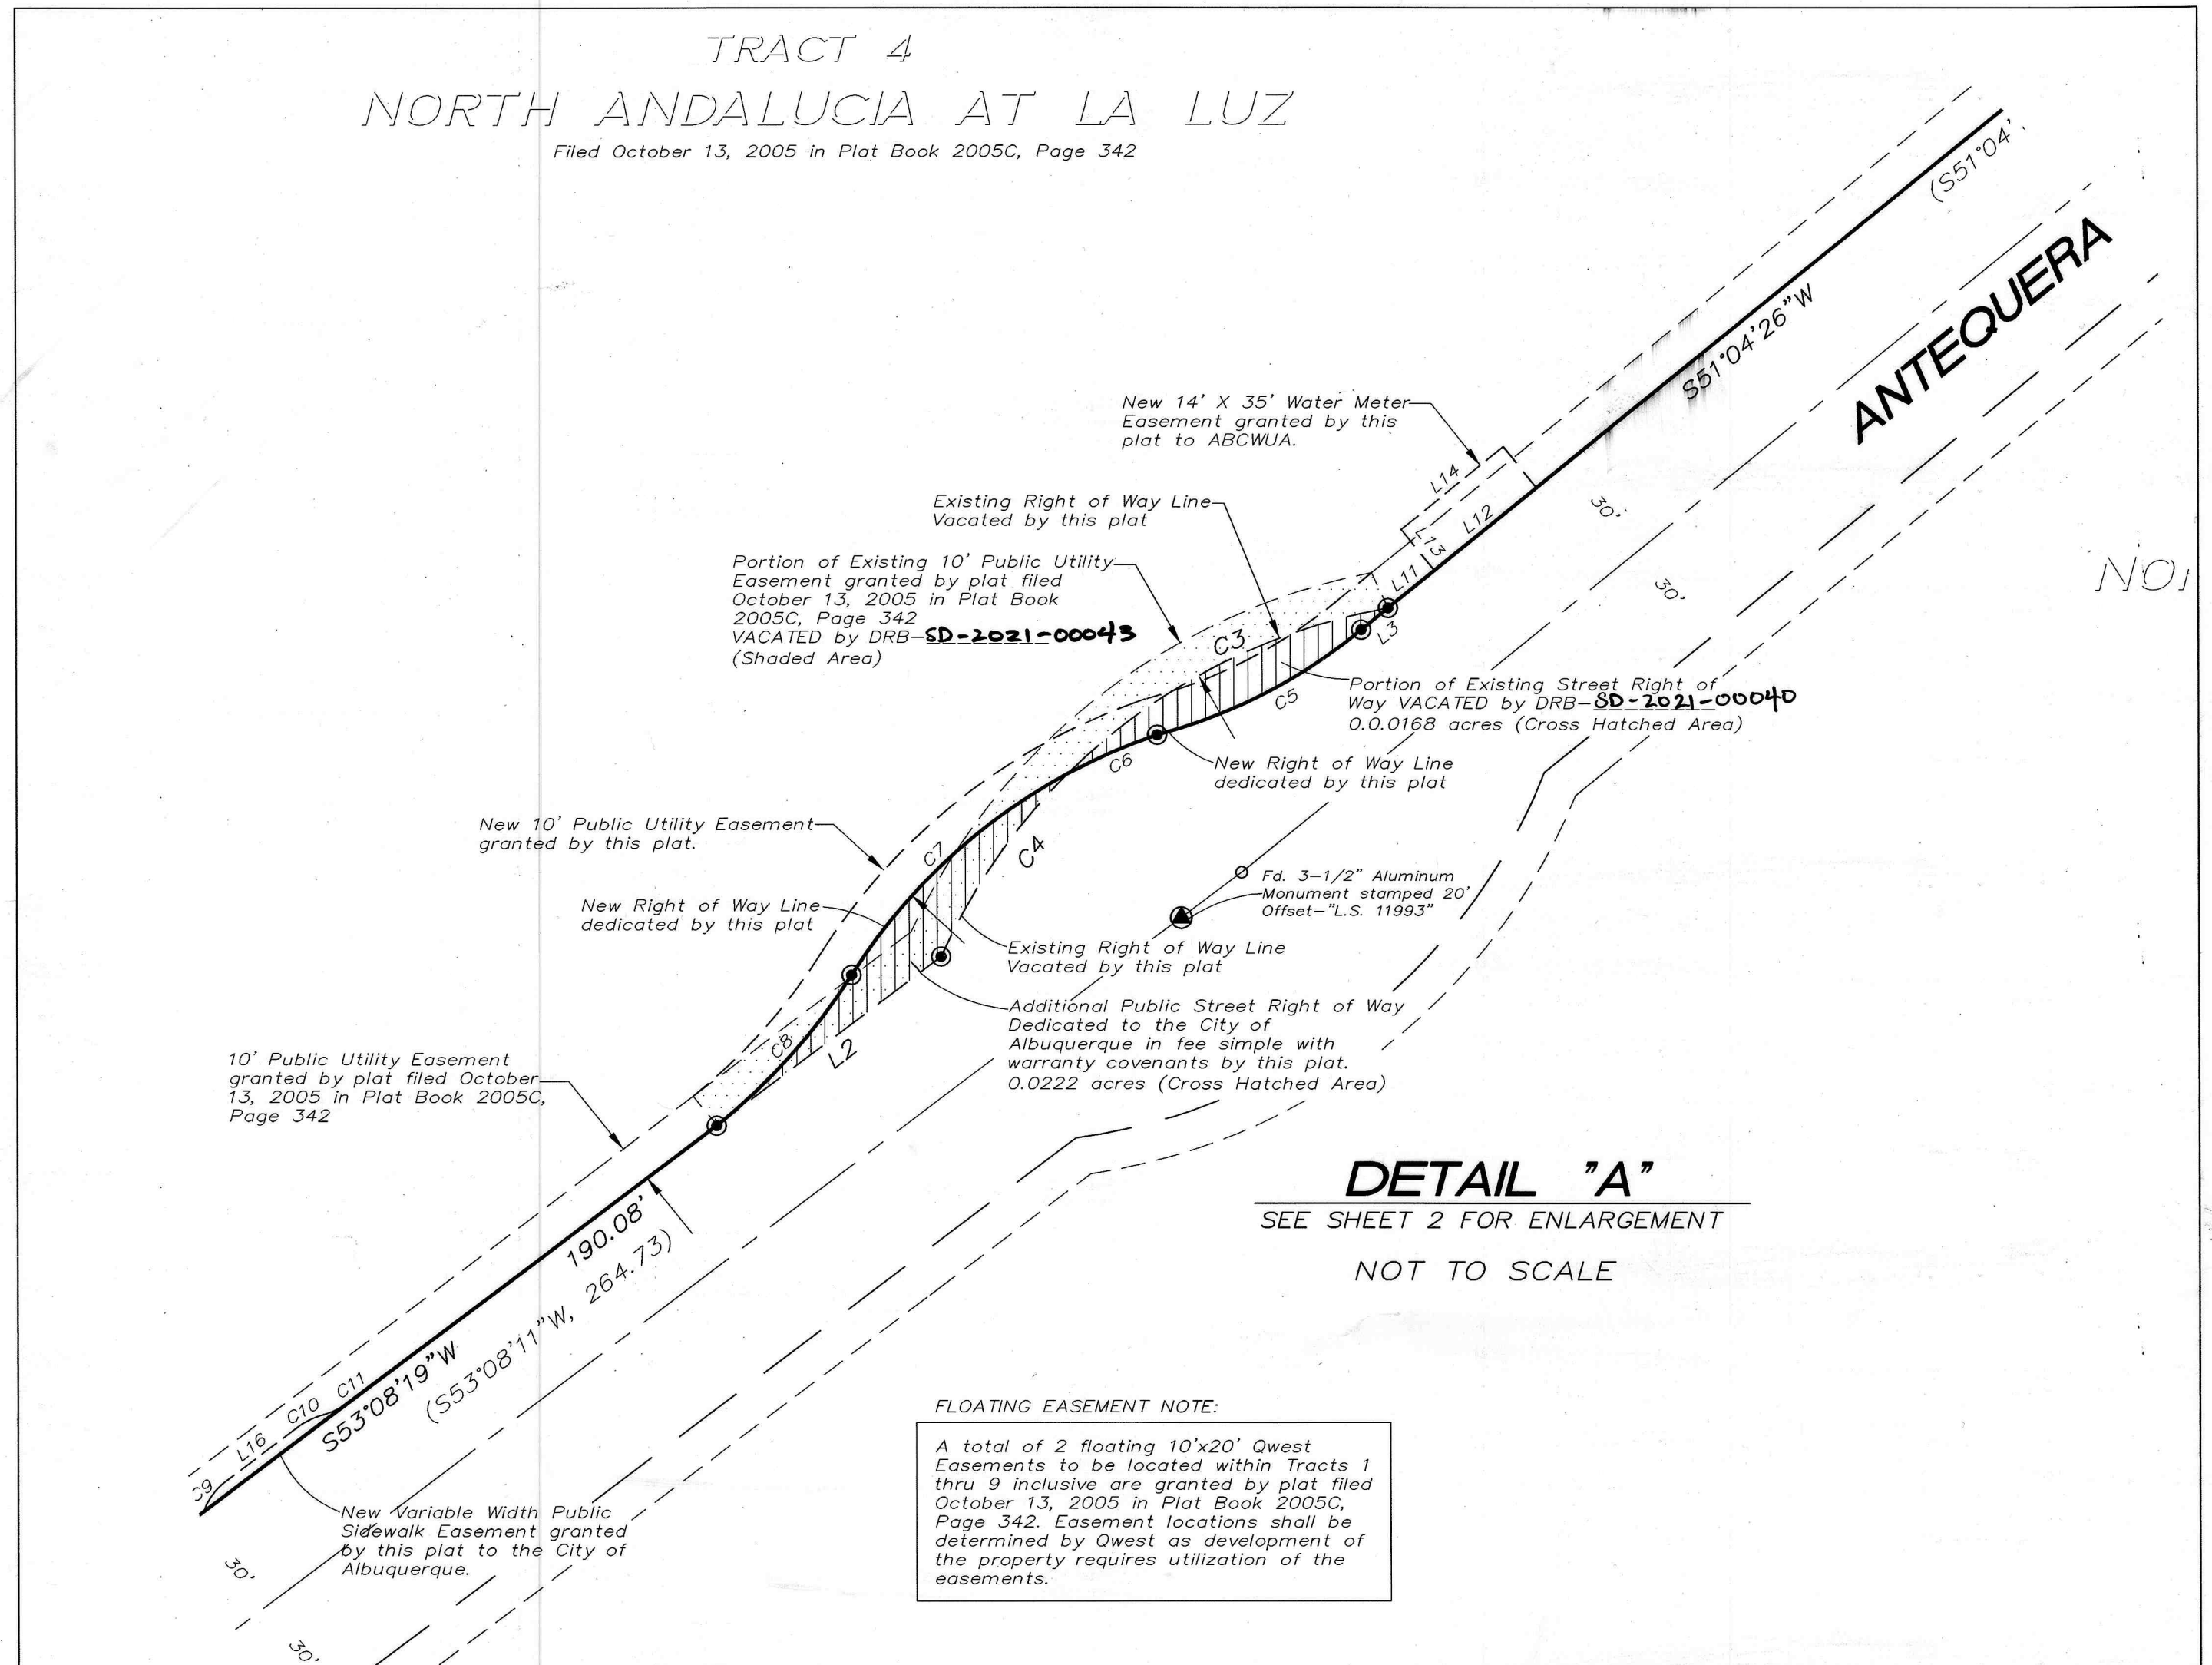 TRACT 4
NORTH ANDALUCIA AT LA LUZ
Filed October 13, 2005 in Plat Book 2005C, Page 342
(S51°04'
ANTEQUERA
S51°04'26"W
New 14' X 35' Water Meter
Easement granted by this
plat to ABCWUA.
L14
L12
L13
L11
30'
30'
Existing Right of Way Line
Vacated by this plat
Portion of Existing 10' Public Utility
Easement granted by plat filed
October 13, 2005 in Plat Book
2005C, Page 342
VACATED by DRB-SD-2021-00043
(Shaded Area)
C3
L3
C5
Portion of Existing Street Right of
Way VACATED by DRB-SD-2021-00040
0.0.0168 acres (Cross Hatched Area)
C6
New Right of Way Line
dedicated by this plat
New 10' Public Utility Easement
granted by this plat.
C7
C4
Fd. 3-1/2" Aluminum
Monument stamped 20'
Offset-"L.S. 11993"
New Right of Way Line
dedicated by this plat
Existing Right of Way Line
Vacated by this plat
Additional Public Street Right of Way
Dedicated to the City of
Albuquerque in fee simple with
warranty covenants by this plat.
0.0222 acres (Cross Hatched Area)
C8
L2
10' Public Utility Easement
granted by plat filed October
13, 2005 in Plat Book 2005C,
Page 342
DETAIL "A"
SEE SHEET 2 FOR ENLARGEMENT
NOT TO SCALE
190.08'
S53°08'19"W
(S53°08'11"W, 264.73)
C11
C10
L16
C9
New Variable Width Public
Sidewalk Easement granted
by this plat to the City of
Albuquerque.
30'
30'
FLOATING EASEMENT NOTE:
A total of 2 floating 10'x20' Qwest
Easements to be located within Tracts 1
thru 9 inclusive are granted by plat filed
October 13, 2005 in Plat Book 2005C,
Page 342. Easement locations shall be
determined by Qwest as development of
the property requires utilization of the
easements.